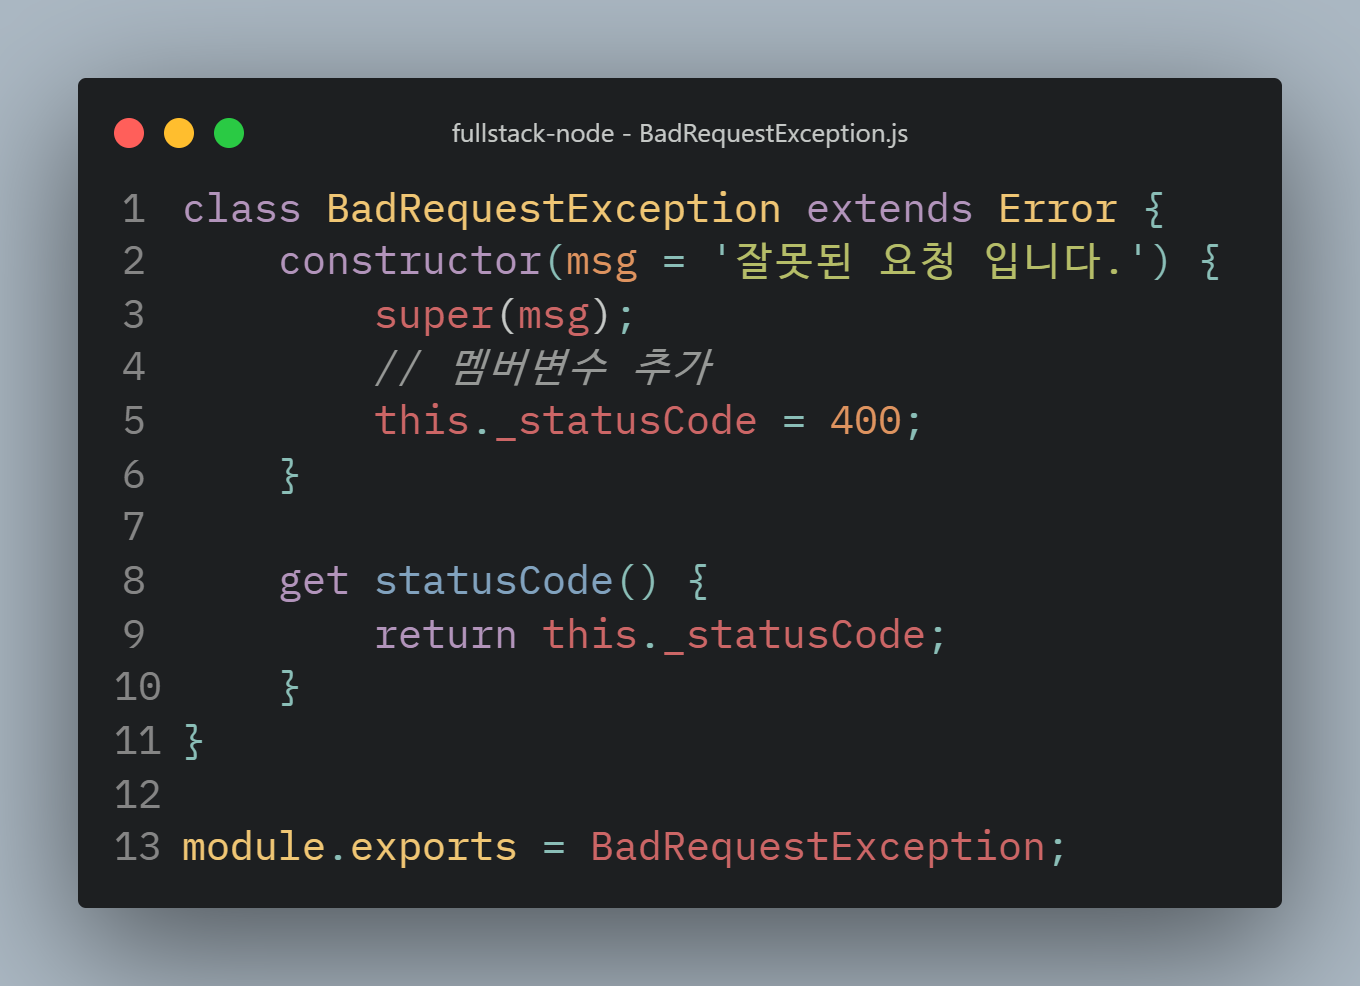 fullstack-node - BadRequestException.js
1 class BadRequestException extends Error {
2     constructor(msg = '잘못된 요청 입니다.') {
3         super(msg);
4         // 멤버변수 추가
5         this._statusCode = 400;
6     }
7
8     get statusCode() {
9         return this._statusCode;
10     }
11 }
12
13 module.exports = BadRequestException;